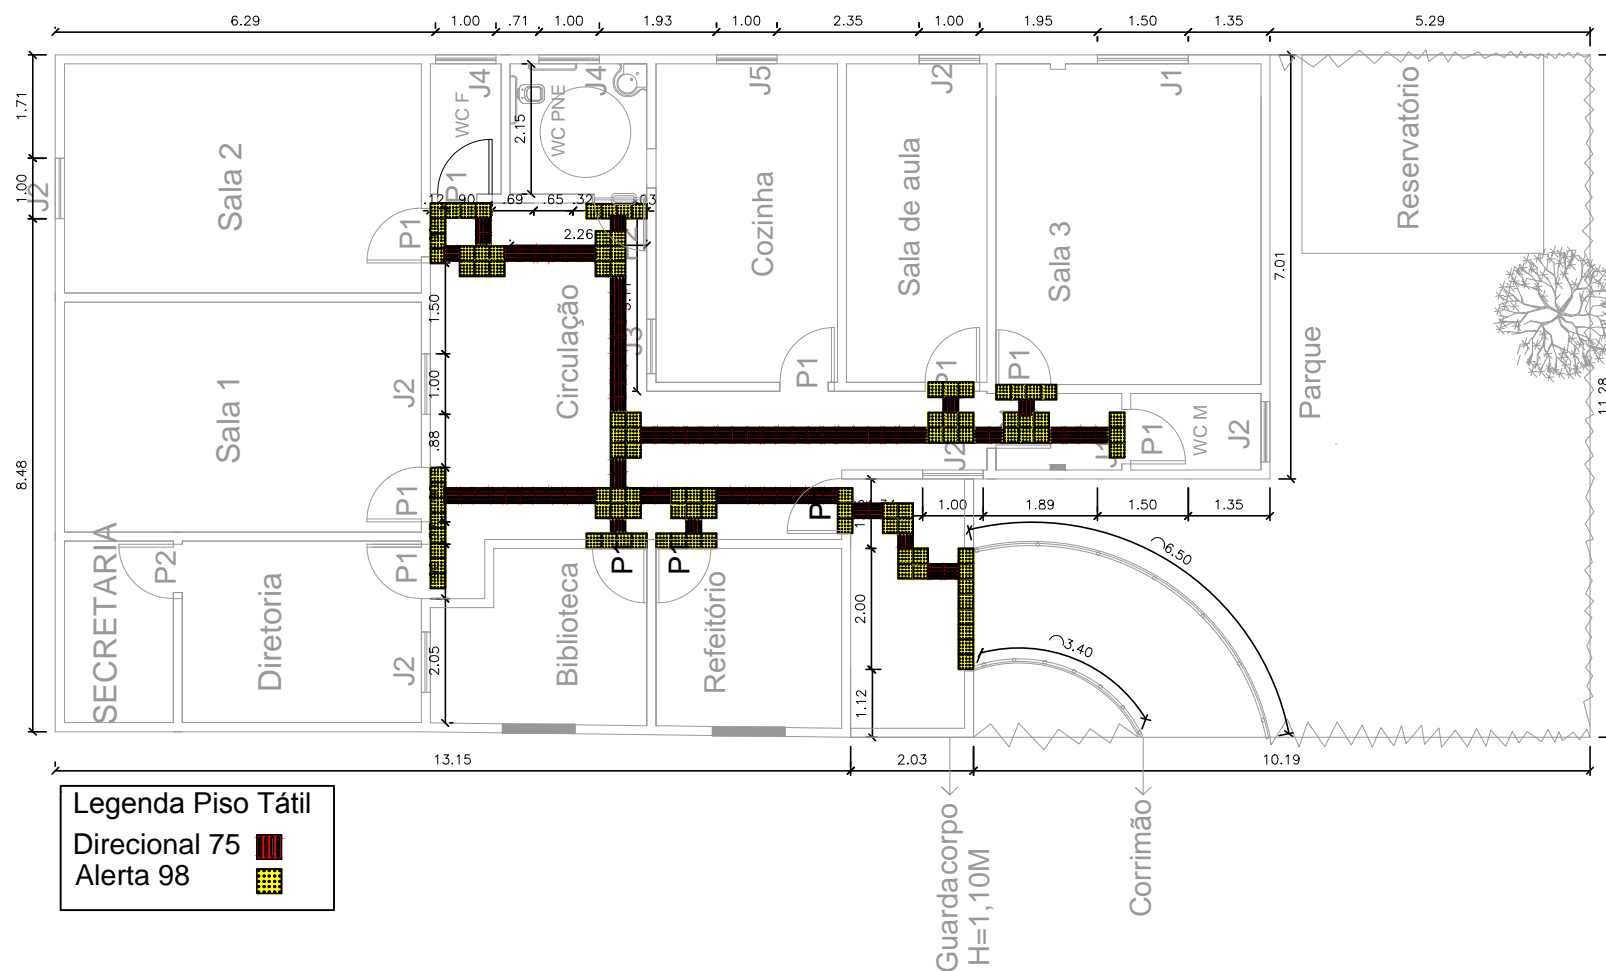 6.29
1.00
.71
1.00
1.93
1.00
2.35
1.00
1.95
1.50
1.35
5.29
1.71
1.00
8.48
J2
Sala 2
P1
WC F
J4
P1
2.15
WC PNE
J4
J5
Cozinha
P1
J2
Sala de aula
P1
J1
Sala 3
P1
7.01
Reservatório
Parque
11.28
.12
.90
.69
.65
.32
2.26
1.50
1.00
.88
Circulação
J3
Sala 1
J2
P1
P1
WC M
J2
J2
1.00
1.89
1.50
1.35
SECRETARIA
P2
Diretoria
P1
J2
2.05
Biblioteca
P1
Refeitório
P1
2.00
1.12
6.50
3.40
13.15
2.03
10.19
Legenda Piso Tátil
Direcional 75
Alerta 98
Guardacorpo
H=1,10M
Corrimão